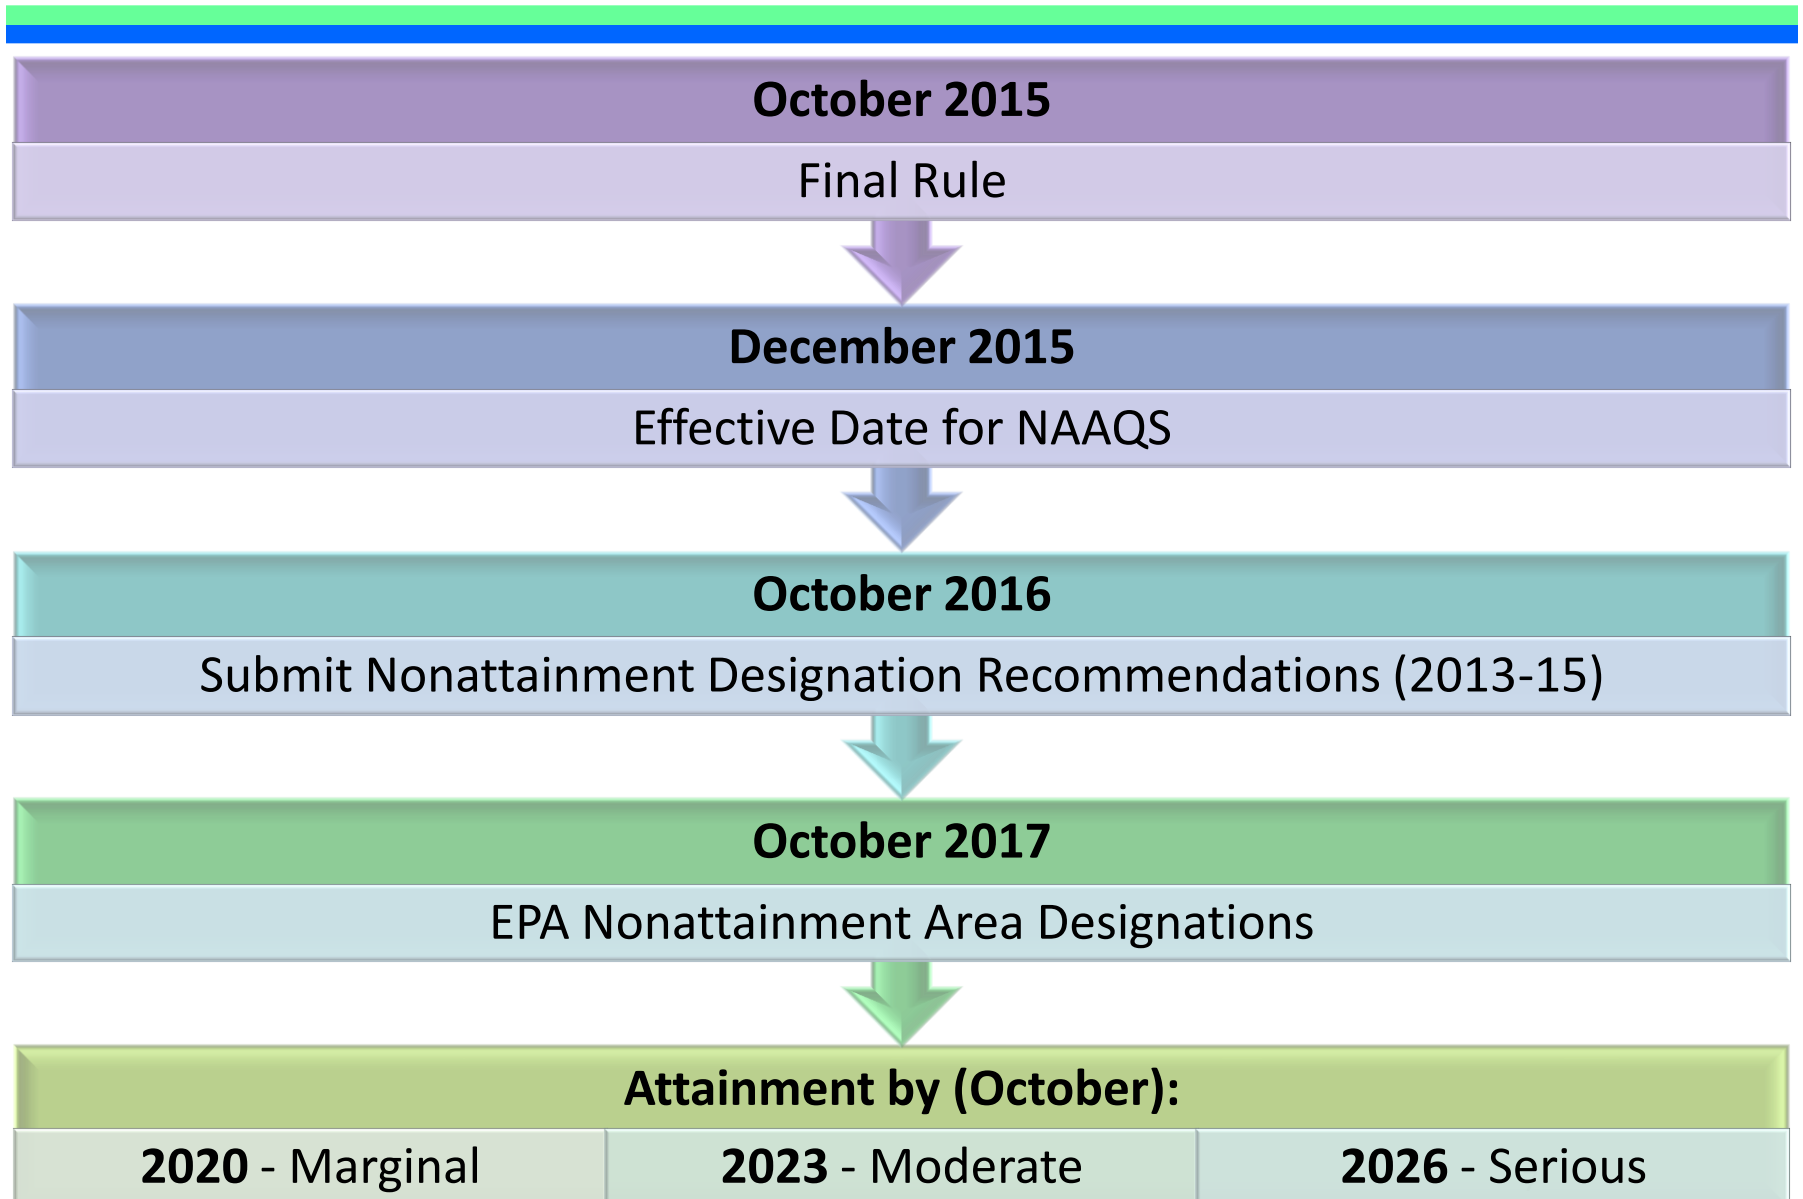 October 2015
Final Rule
December 2015
Effective Date for NAAQS
October 2016
Submit Nonattainment Designation Recommendations (2013-15)
October 2017
EPA Nonattainment Area Designations
Attainment by (October):
2020 - Marginal
2023 - Moderate
2026 - Serious